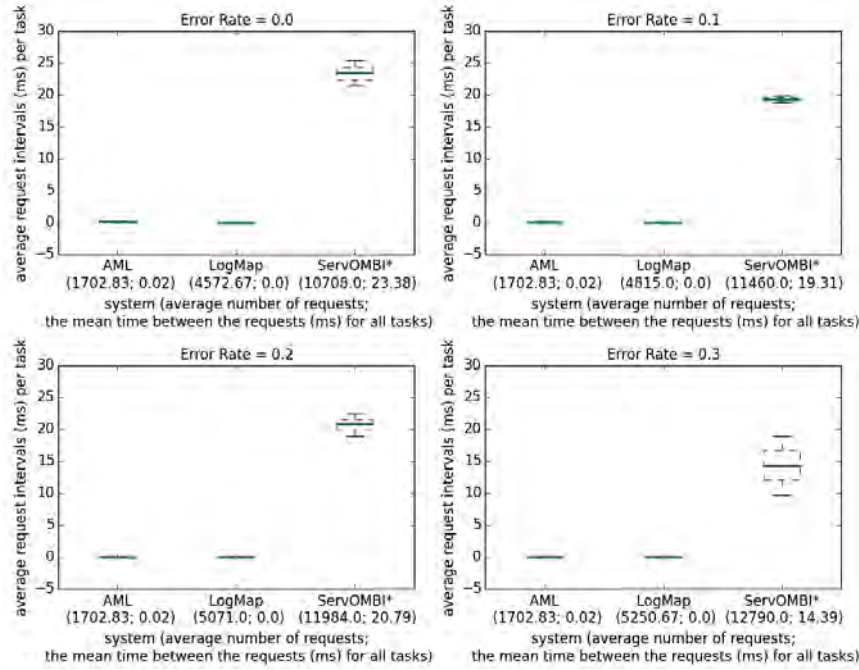 Error Rate = 0.0
average request intervals (ms) per task
30
25
20
15
10
5
0
−5
AML
(1702.83; 0.02)
LogMap
(4572.67; 0.0)
ServOMBI*
(10708.0; 23.38)
system (average number of requests;
the mean time between the requests (ms) for all tasks)
Error Rate = 0.1
average request intervals (ms) per task
30
25
20
15
10
5
0
−5
AML
(1702.83; 0.02)
LogMap
(4815.0; 0.0)
ServOMBI*
(11460.0; 19.31)
system (average number of requests;
the mean time between the requests (ms) for all tasks)
Error Rate = 0.2
average request intervals (ms) per task
30
25
20
15
10
5
0
−5
AML
(1702.83; 0.02)
LogMap
(5071.0; 0.0)
ServOMBI*
(11984.0; 20.79)
system (average number of requests;
the mean time between the requests (ms) for all tasks)
Error Rate = 0.3
average request intervals (ms) per task
30
25
20
15
10
5
0
−5
AML
(1702.83; 0.02)
LogMap
(5250.67; 0.0)
ServOMBI*
(12790.0; 14.39)
system (average number of requests;
the mean time between the requests (ms) for all tasks)